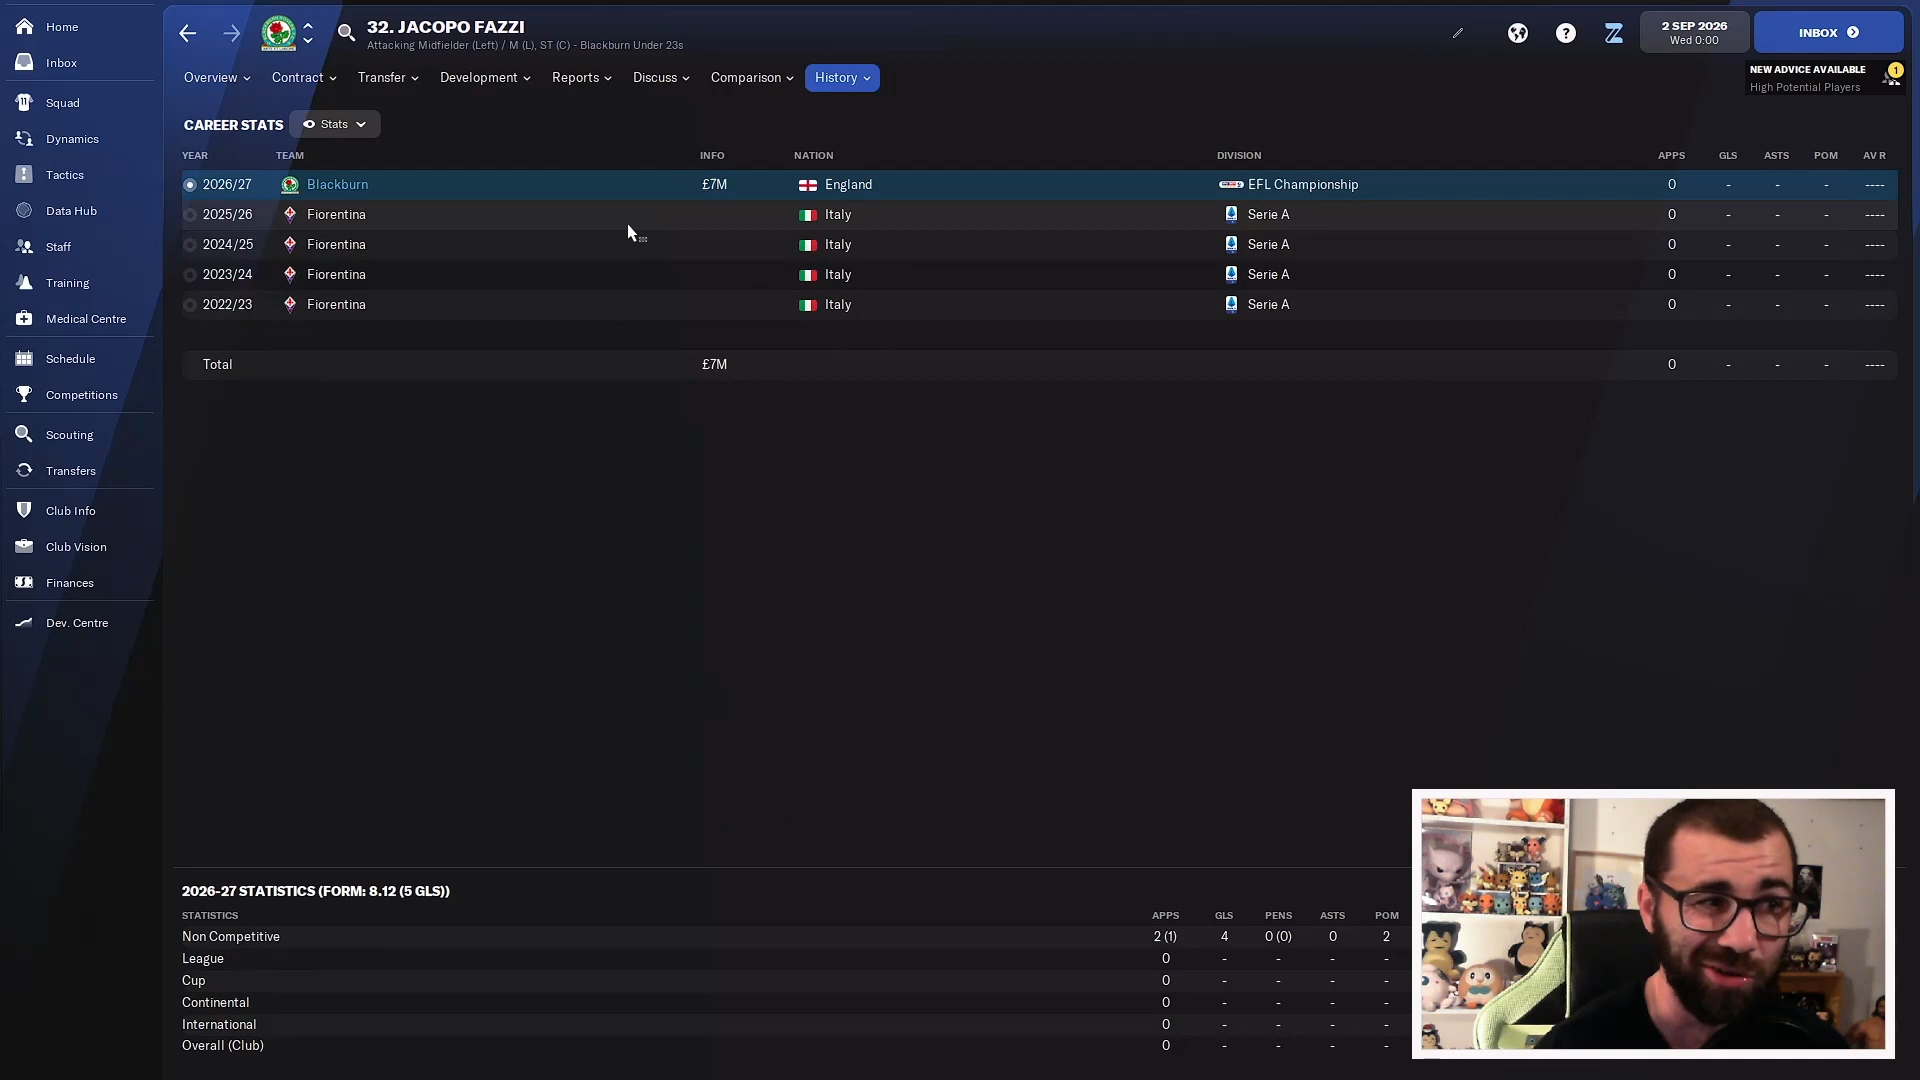 Home
Inbox
Squad
Dynamics
Tactics
Data Hub
Staff
Training
Medical Centre
Schedule
Competitions
Scouting
Transfers
Club Info
Club Vision
Finances
Dev. Centre
32. JACOPO FAZZI
Attacking Midfielder (Left) / M (L), ST (C) - Blackburn Under 23s
2 SEP 2026
Wed 0:00
INBOX
Overview Contract Transfer Development Reports Discuss Comparison History
NEW ADVICE AVAILABLE
High Potential Players
1
CAREER STATS Stats
YEAR TEAM INFO NATION DIVISION APPS GLS ASTS POM AV R
2026/27 Blackburn £7M England EFL Championship 0 - - - ----
2025/26 Fiorentina Italy Serie A 0 - - - ----
2024/25 Fiorentina Italy Serie A 0 - - - ----
2023/24 Fiorentina Italy Serie A 0 - - - ----
2022/23 Fiorentina Italy Serie A 0 - - - ----
Total £7M 0 - - - ----
2026-27 STATISTICS (FORM: 8.12 (5 GLS))
STATISTICS APPS GLS PENS ASTS POM
Non Competitive 2 (1) 4 0 (0) 0 2
League 0 - - - -
Cup 0 - - - -
Continental 0 - - - -
International 0 - - - -
Overall (Club) 0 - - - -